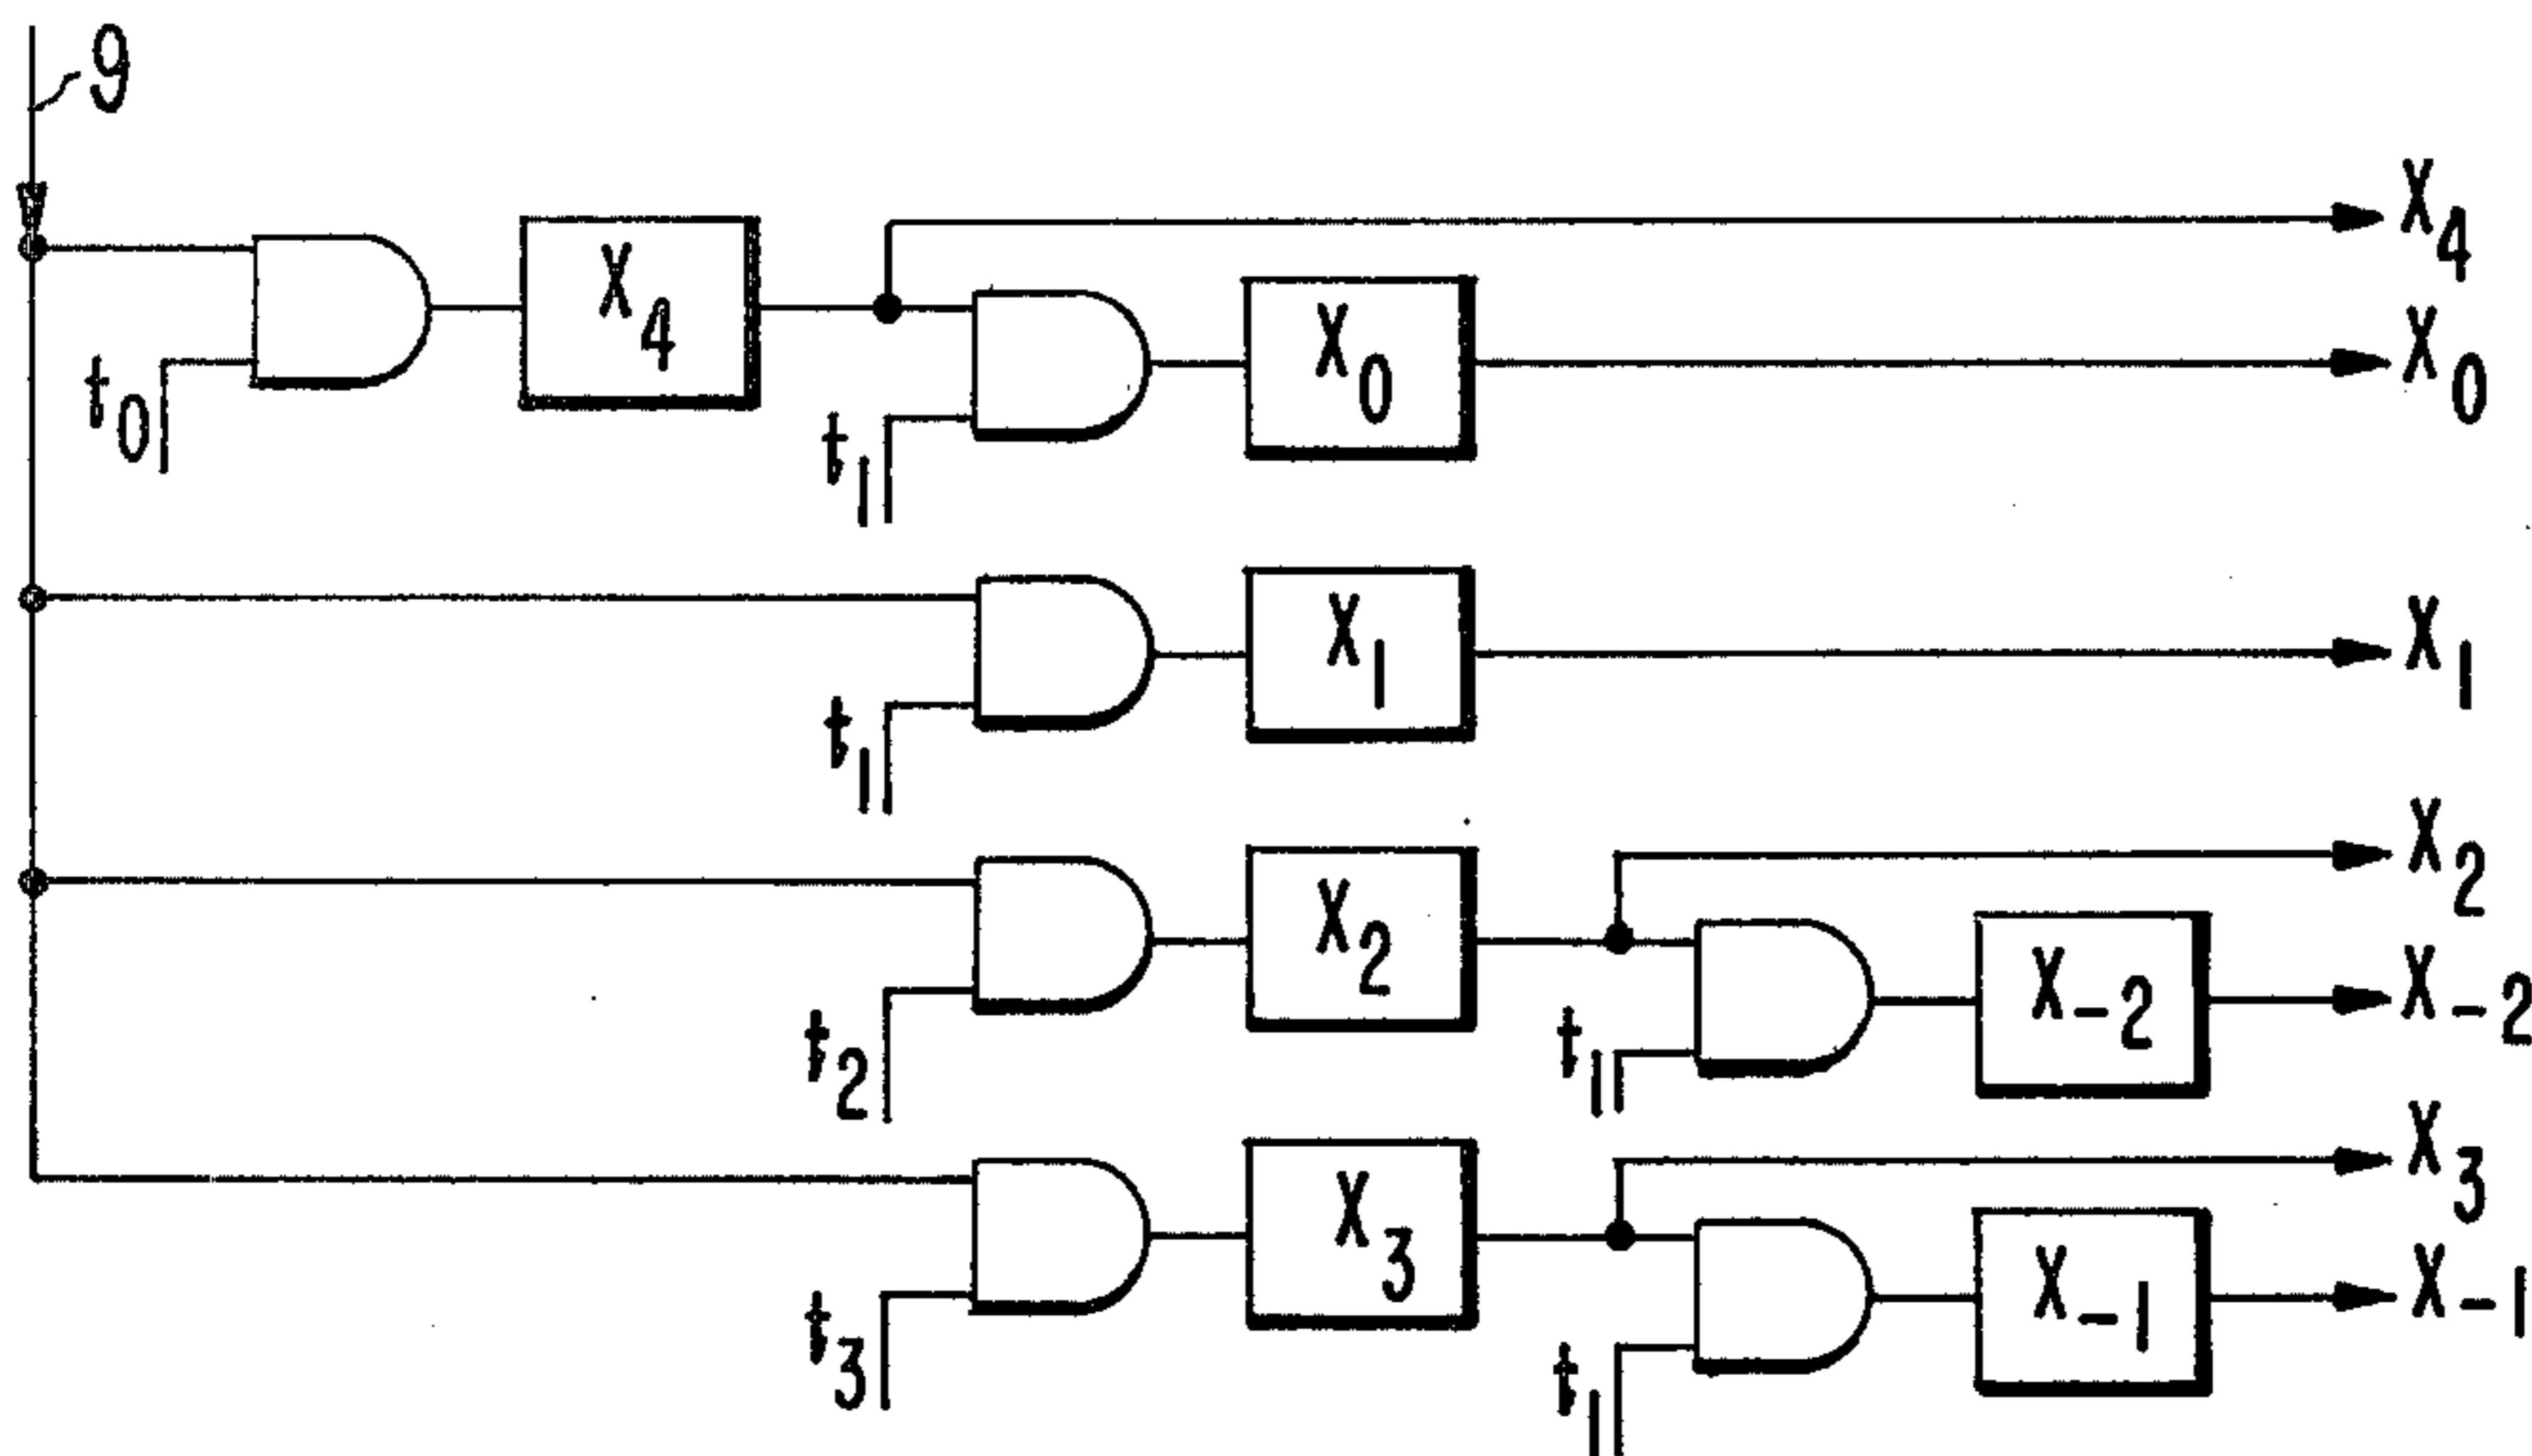 9
X₄ X₄
t₀ X₀ X₀
t₁
X₁ X₁
t₁
X₂ X₂
t₂ t₁ X₋₂ X₋₂
X₃ X₃
t₃ t₁ X₋₁ X₋₁